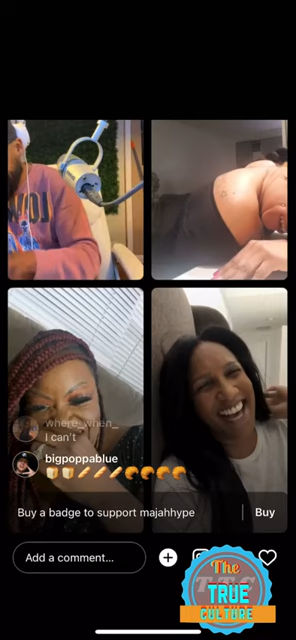 where_when_
I can't
bigpoppablue
Buy a badge to support majahhype
Buy
Add a comment...
The
TRUE
CULTURE